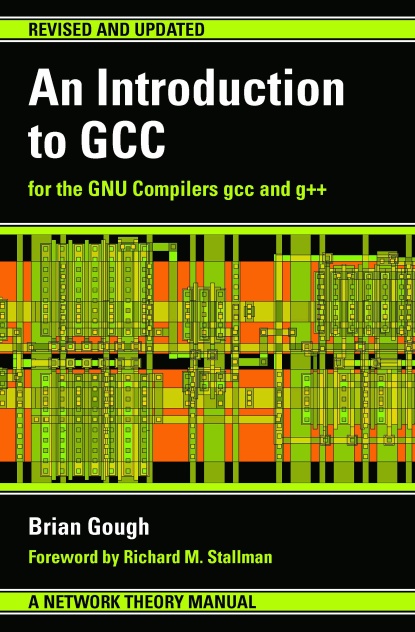 REVISED AND UPDATED
An Introduction
to GCC
for the GNU Compilers gcc and g++
Brian Gough
Foreword by Richard M. Stallman
A NETWORK THEORY MANUAL